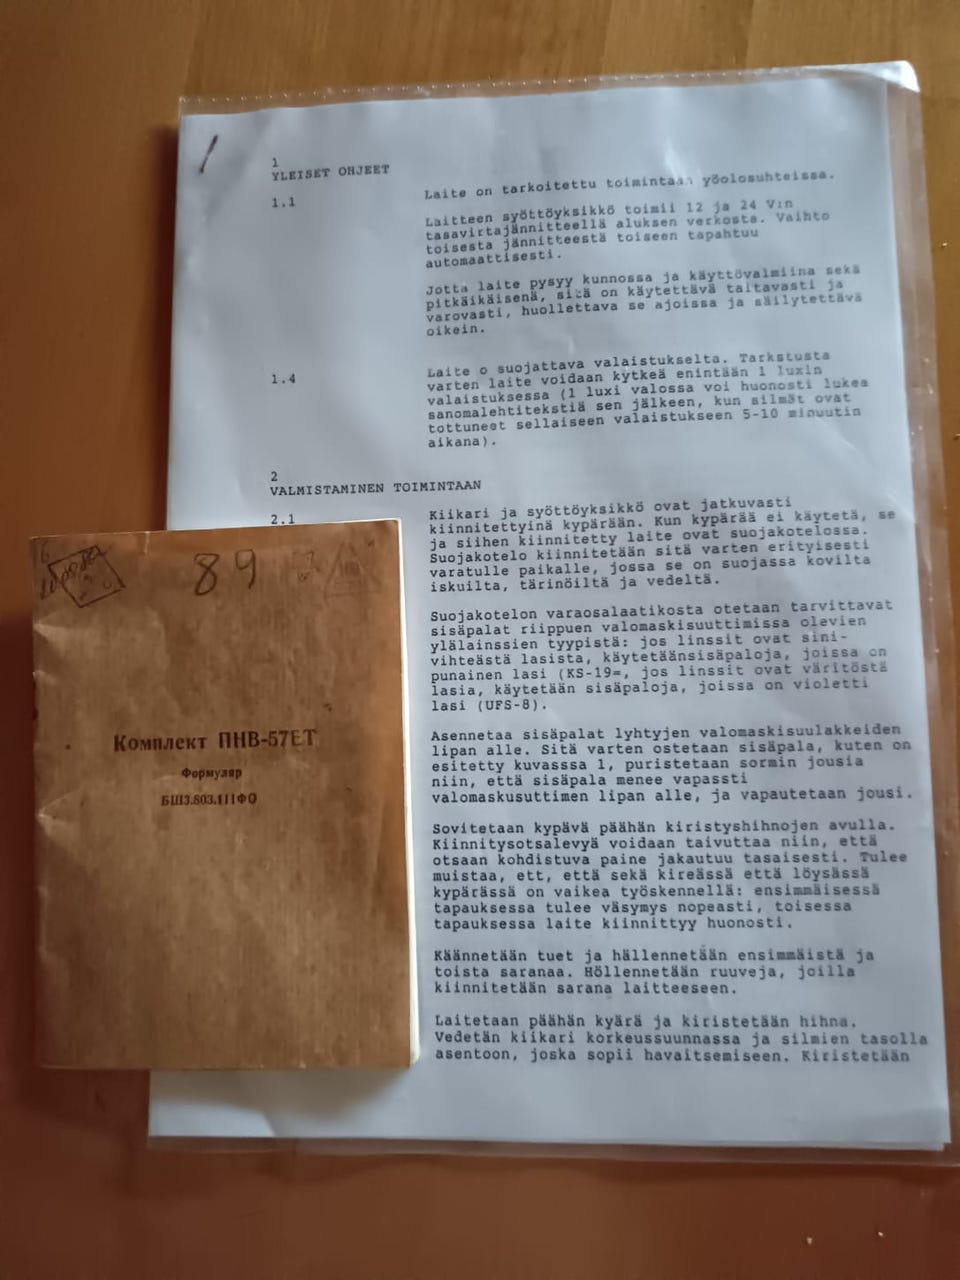 1
YLEISET OHJEET
1.1
Laite on tarkoitettu toimintaan yöolosuhteissa.
Laitteen syöttöyksikkö toimii 12 ja 24 V:n
tasavirtajännitteellä aluksen verkosta. Vaihto
toisesta jännitteestä toiseen tapahtuu
automaattisesti.
Jotta laite pysyy kunnossa ja käyttövalmiina sekä
pitkäikäisenä, sitä on käytettävä taitavasti ja
varovasti, huollettava se ajoissa ja säilytettävä
oikein.
1.4
Laite o suojattava valaistukselta. Tarkstusta
varten laite voidaan kytkeä enintään 1 luxin
valaistuksessa (1 luxi valossa voi huonosti lukea
sanomalehtitekstiä sen jälkeen, kun silmät ovat
tottuneet sellaiseen valaistukseen 5-10 minuutin
aikana).
2
VALMISTAMINEN TOIMINTAAN
2.1
Kiikari ja syöttöyksikkö ovat jatkuvasti
kiinnitettyinä kypärään. Kun kypärää ei käytetä, se
ja siihen kiinnitetty laite ovat suojakotelossa.
Suojakotelo kiinnitetään sitä varten erityisesti
varatulle paikalle, jossa se on suojassa kovilta
iskuilta, tärinöiltä ja vedeltä.
Suojakotelon varaosalaatikosta otetaan tarvittavat
sisäpalat riippuen valomaskisuuttimissa olevien
ylälainssien tyypistä: jos linssit ovat sini-
vihteästä lasista, käytetäänsisäpaloja, joissa on
punainen lasi (KS-19=, jos linssit ovat väritöstä
lasia, käytetään sisäpaloja, joissa on violetti
lasi (UFS-8).
Asennetaa sisäpalat lyhtyjen valomaskisuulakkeiden
lipan alle. Sitä varten ostetaan sisäpala, kuten on
esitetty kuvasssa 1, puristetaan sormin jousia
niin, että sisäpala menee vapassti
valomaskusuttimen lipan alle, ja vapautetaan jousi.
Sovitetaan kypävä päähän kiristyshihnojen avulla.
Kiinnitysotsalevyä voidaan taivuttaa niin, että
otsaan kohdistuva paine jakautuu tasaisesti. Tulee
muistaa, ett, että sekä kireässä että löysässä
kypärässä on vaikea työskennellä: ensimmäisessä
tapauksessa tulee väsymys nopeasti, toisessa
tapauksessa laite kiinnittyy huonosti.
Käännetään tuet ja hällennetään ensimmäistä ja
toista saranaa. Höllennetään ruuveja, joilla
kiinnitetään sarana laitteeseen.
Laitetaan päähän kyärä ja kiristetään hihna.
Vedetän kiikari korkeussuunnassa ja silmien tasolla
asentoon, joska sopii havaitsemiseen. Kiristetään
89
Комплект ПНВ-57ЕТ
Формуляр
БШ3.803.111ФО